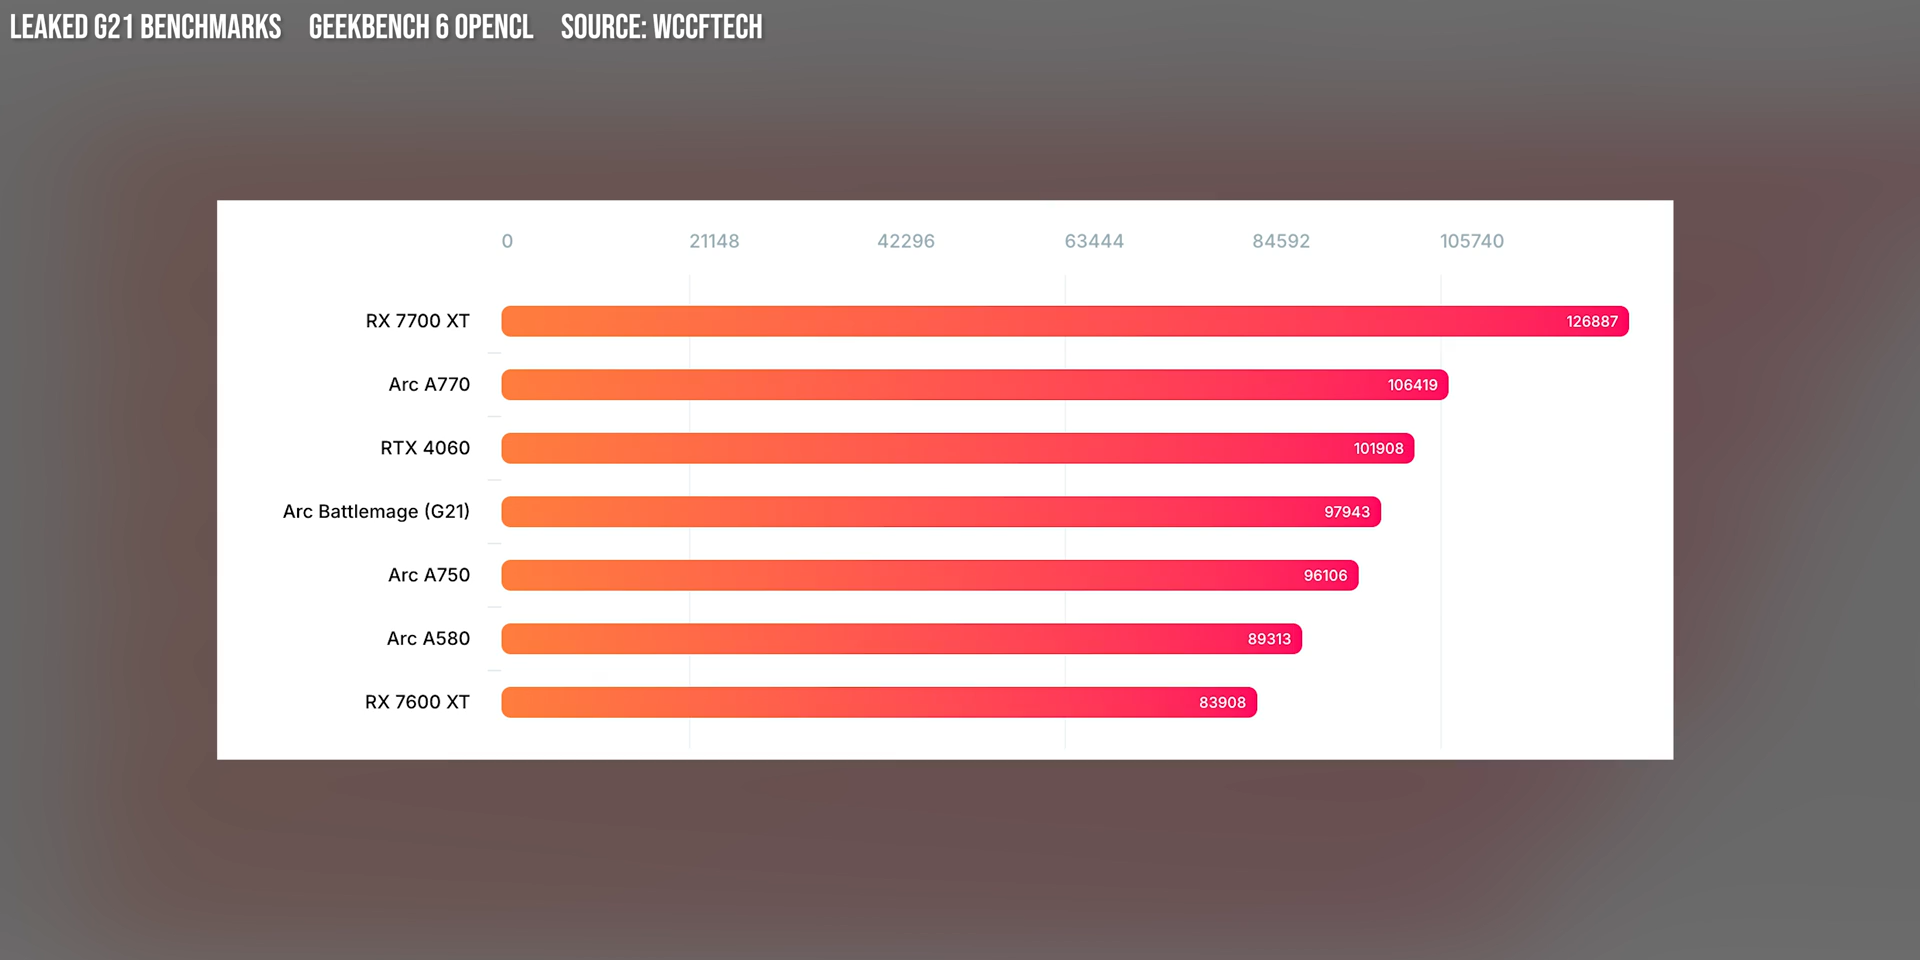 LEAKED G21 BENCHMARKS GEEKBENCH 6 OPENCL SOURCE: WCCFTECH
0 21148 42296 63444 84592 105740
RX 7700 XT 126887
Arc A770 106419
RTX 4060 101908
Arc Battlemage (G21) 97943
Arc A750 96106
Arc A580 89313
RX 7600 XT 83908